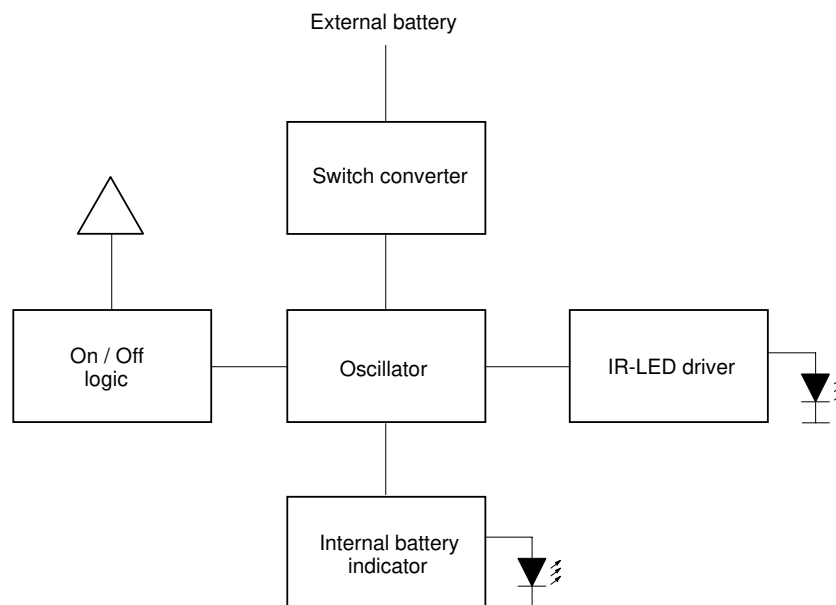 External battery
Switch converter
On / Off
logic
Oscillator
IR-LED driver
Internal battery
indicator